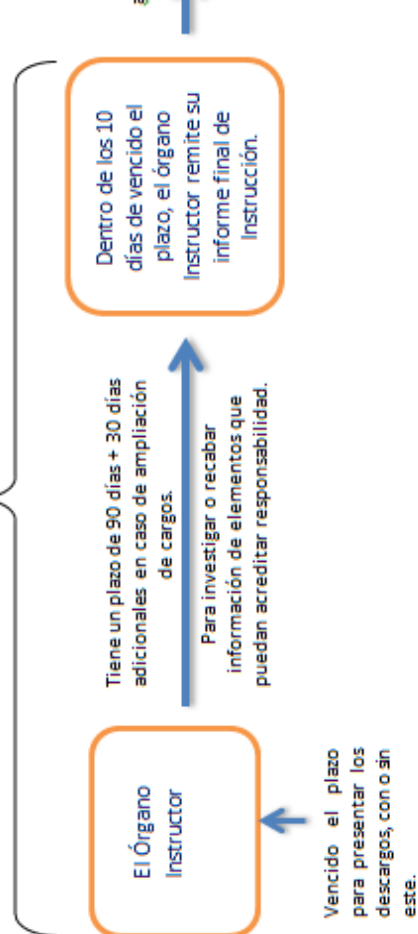 El Órgano
Instructor
Vencido el plazo
para presentar los
descargos, con o sin
este.
Tiene un plazo de 90 días + 30 días
adicionales en caso de ampliación
de cargos.
Para investigar o recabar
información de elementos que
puedan acreditar responsabilidad.
Dentro de los 10
días de vencido el
plazo, el órgano
Instructor remite su
informe final de
Instrucción.